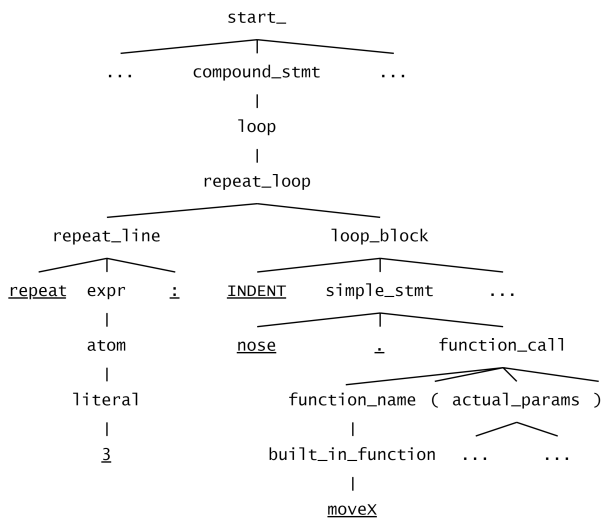 start_
... compound_stmt ...
loop
repeat_loop
repeat_line loop_block
repeat expr : INDENT simple_stmt ...
atom nose . function_call
literal function_name ( actual_params )
3 built_in_function ... ...
moveX